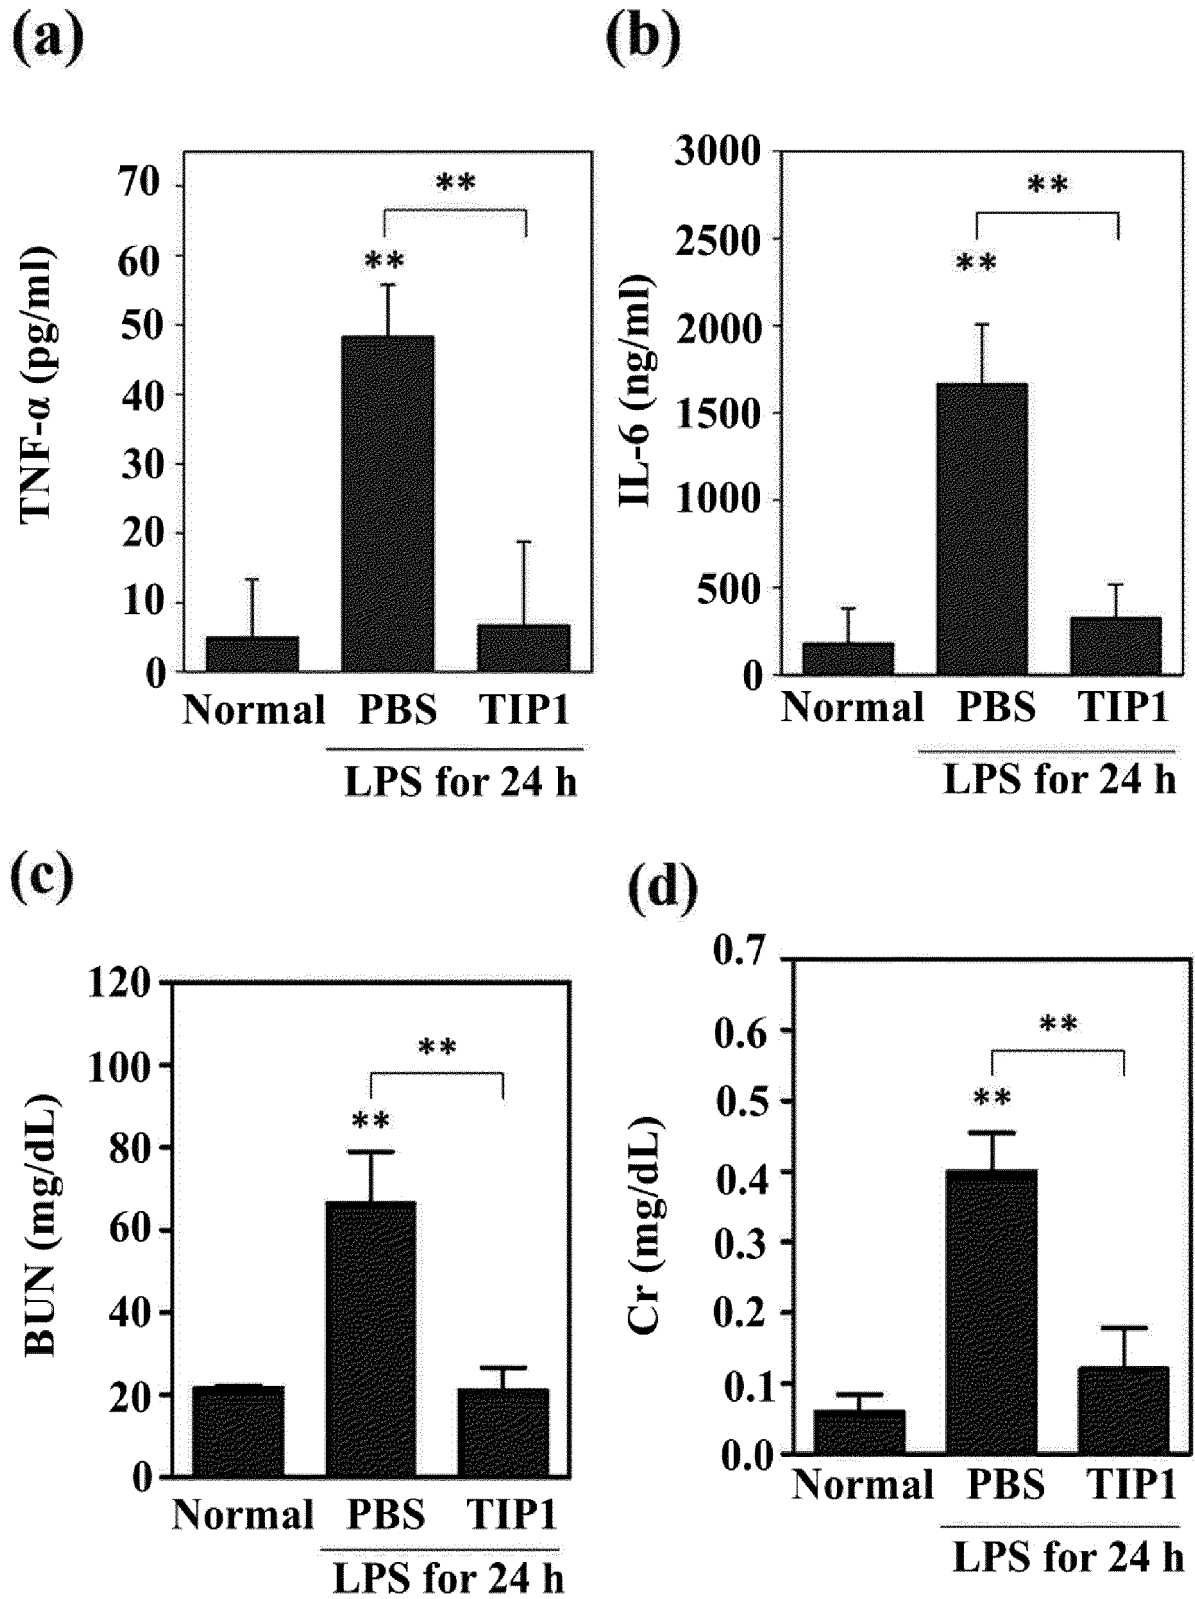 (a)
TNF-α (pg/ml)
70
60
50
40
30
20
10
0
**
**
Normal PBS TIP1
LPS for 24 h
(b)
IL-6 (ng/ml)
3000
2500
2000
1500
1000
500
0
**
**
Normal PBS TIP1
LPS for 24 h
(c)
BUN (mg/dL)
120
100
80
60
40
20
0
**
**
Normal PBS TIP1
LPS for 24 h
(d)
Cr (mg/dL)
0.7
0.6
0.5
0.4
0.3
0.2
0.1
0.0
**
**
Normal PBS TIP1
LPS for 24 h